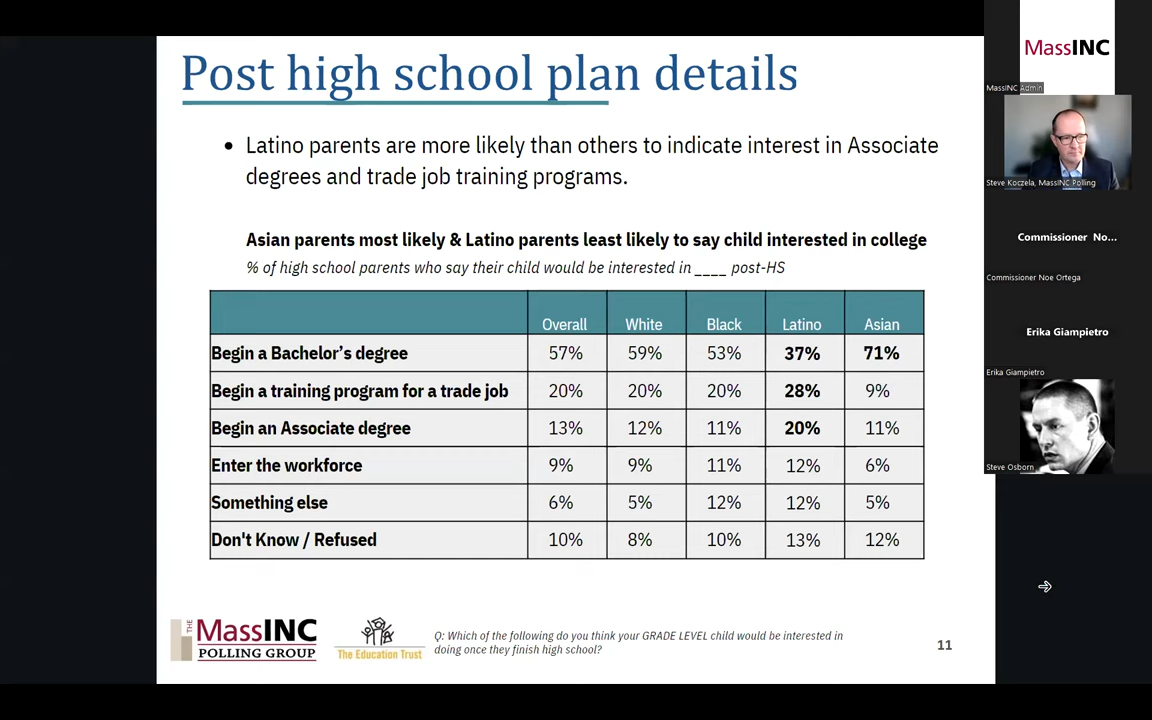 Post high school plan details
• Latino parents are more likely than others to indicate interest in Associate
degrees and trade job training programs.
Asian parents most likely & Latino parents least likely to say child interested in college
% of high school parents who say their child would be interested in ____ post-HS
Overall White Black Latino Asian
Begin a Bachelor’s degree 57% 59% 53% 37% 71%
Begin a training program for a trade job 20% 20% 20% 28% 9%
Begin an Associate degree 13% 12% 11% 20% 11%
Enter the workforce 9% 9% 11% 12% 6%
Something else 6% 5% 12% 12% 5%
Don't Know / Refused 10% 8% 10% 13% 12%
THE
MassINC
POLLING GROUP
The Education Trust
Q: Which of the following do you think your GRADE LEVEL child would be interested in
doing once they finish high school?
11
MassINC
MassINC Admin
Steve Koczela, MassINC Polling
Commissioner No...
Commissioner Noe Ortega
Erika Giampietro
Erika Giampietro
Steve Osborn